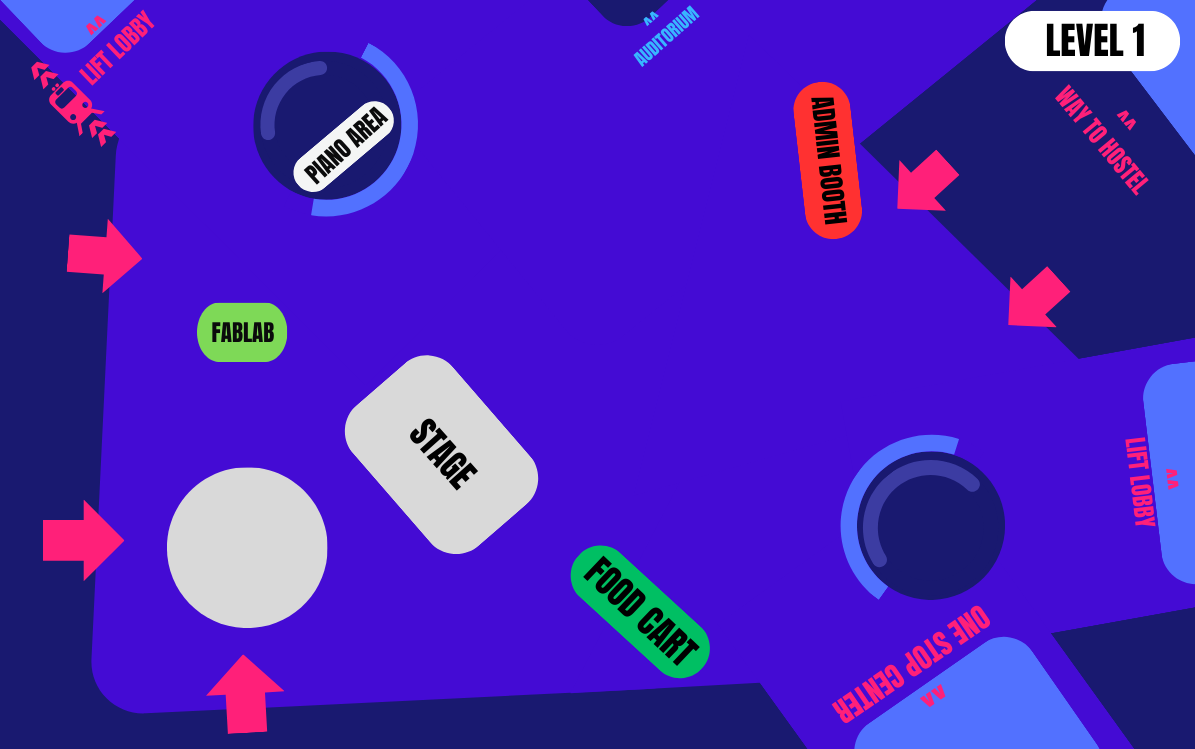 LIFT LOBBY
AUDITORIUM
LEVEL 1
PIANO AREA
ADMIN BOOTH
WAY TO HOSTEL
FABLAB
STAGE
LIFT LOBBY
FOOD CART
ONE STOP CENTER